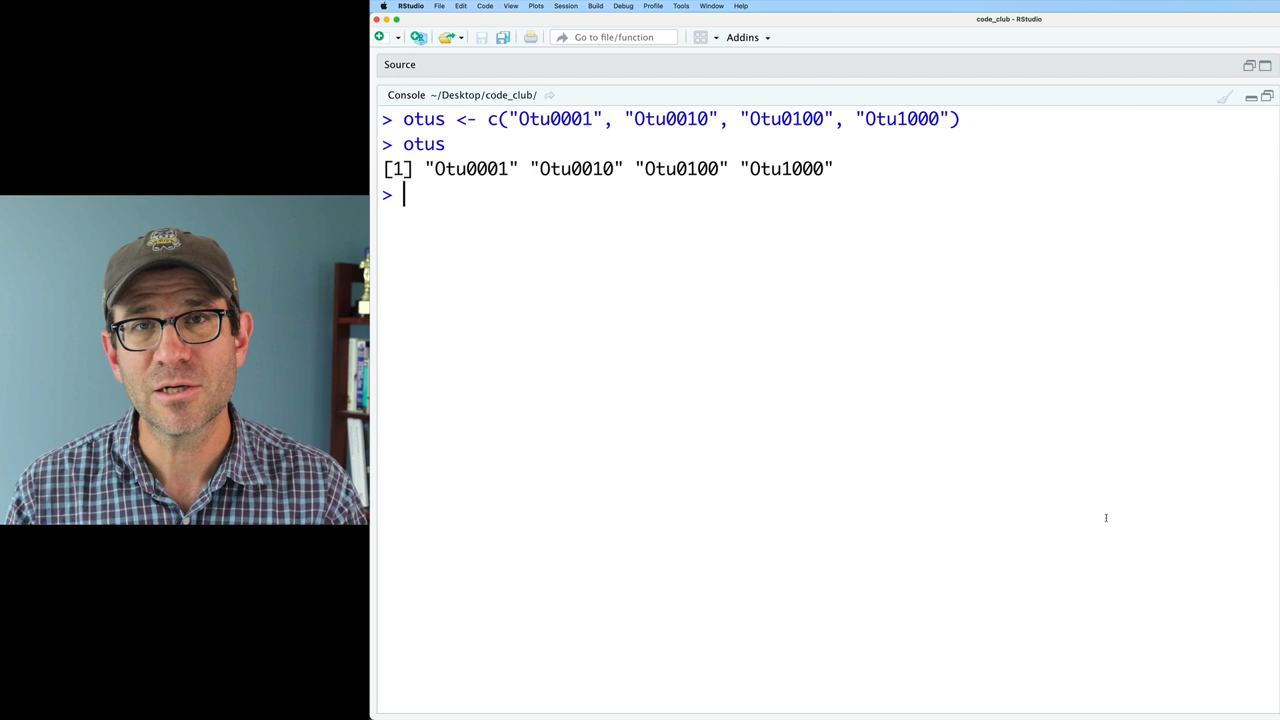 RStudio File Edit Code View Plots Session Build Debug Profile Tools Window Help
code_club - RStudio
Go to file/function Addins
Source
Console ~/Desktop/code_club/
> otus <- c("Otu0001", "Otu0010", "Otu0100", "Otu1000")
> otus
[1] "Otu0001" "Otu0010" "Otu0100" "Otu1000"
>